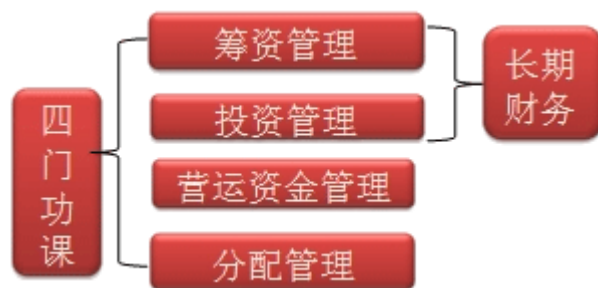 筹资管理
长期
财务
投资管理
四
门
功
课
营运资金管理
分配管理